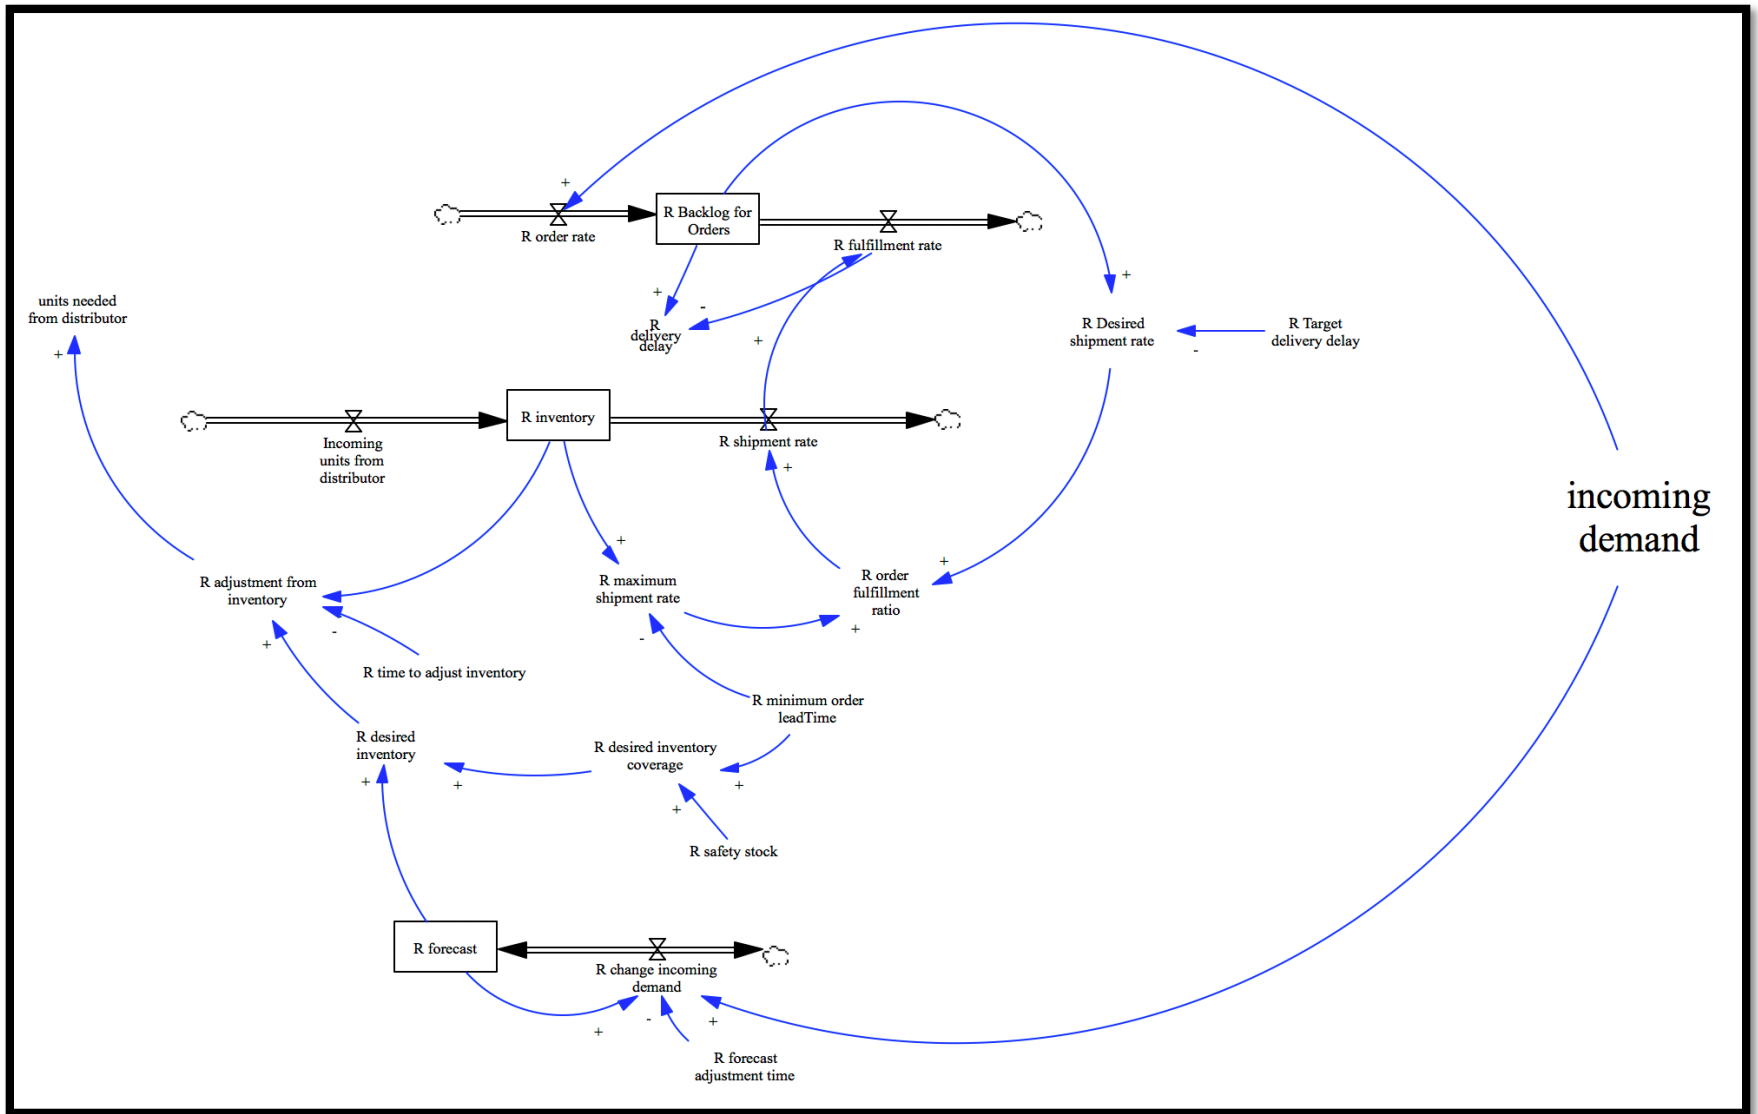 +
R order rate
R Backlog for
Orders
R fulfillment rate
+
R
delivery
delay
-
+
+
R Desired
shipment rate
-
R Target
delivery delay
units needed
from distributor
+
Incoming
units from
distributor
R inventory
R shipment rate
+
incoming
demand
R adjustment from
inventory
+
-
R time to adjust inventory
+
R maximum
shipment rate
-
R order
fulfillment
ratio
+
+
R minimum order
leadTime
R desired
inventory
+
+
R desired inventory
coverage
+
+
R safety stock
R forecast
R change incoming
demand
+
-
+
R forecast
adjustment time